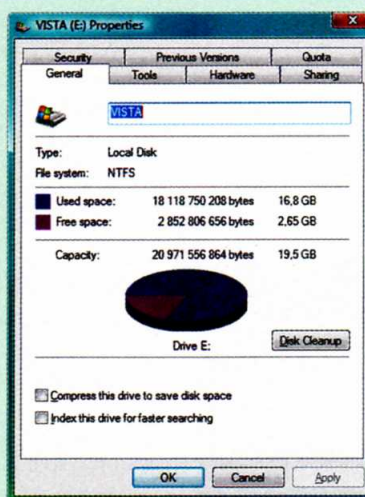 VISTA (E:) Properties
Security Previous Versions Quota
General Tools Hardware Sharing
VISTA
Type: Local Disk
File system: NTFS
Used space: 18 118 750 208 bytes 16,8 GB
Free space: 2 852 806 656 bytes 2,65 GB
Capacity: 20 971 556 864 bytes 19,5 GB
Drive E: Disk Cleanup
Compress this drive to save disk space
Index this drive for faster searching
OK Cancel Apply